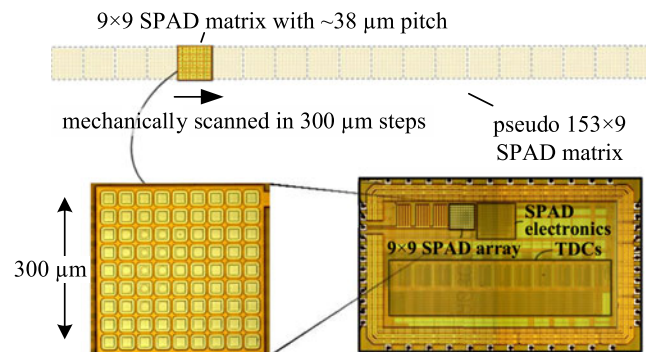 9×9 SPAD matrix with ~38 µm pitch
mechanically scanned in 300 µm steps
pseudo 153×9
SPAD matrix
300 µm
SPAD
electronics
9×9 SPAD array
TDCs